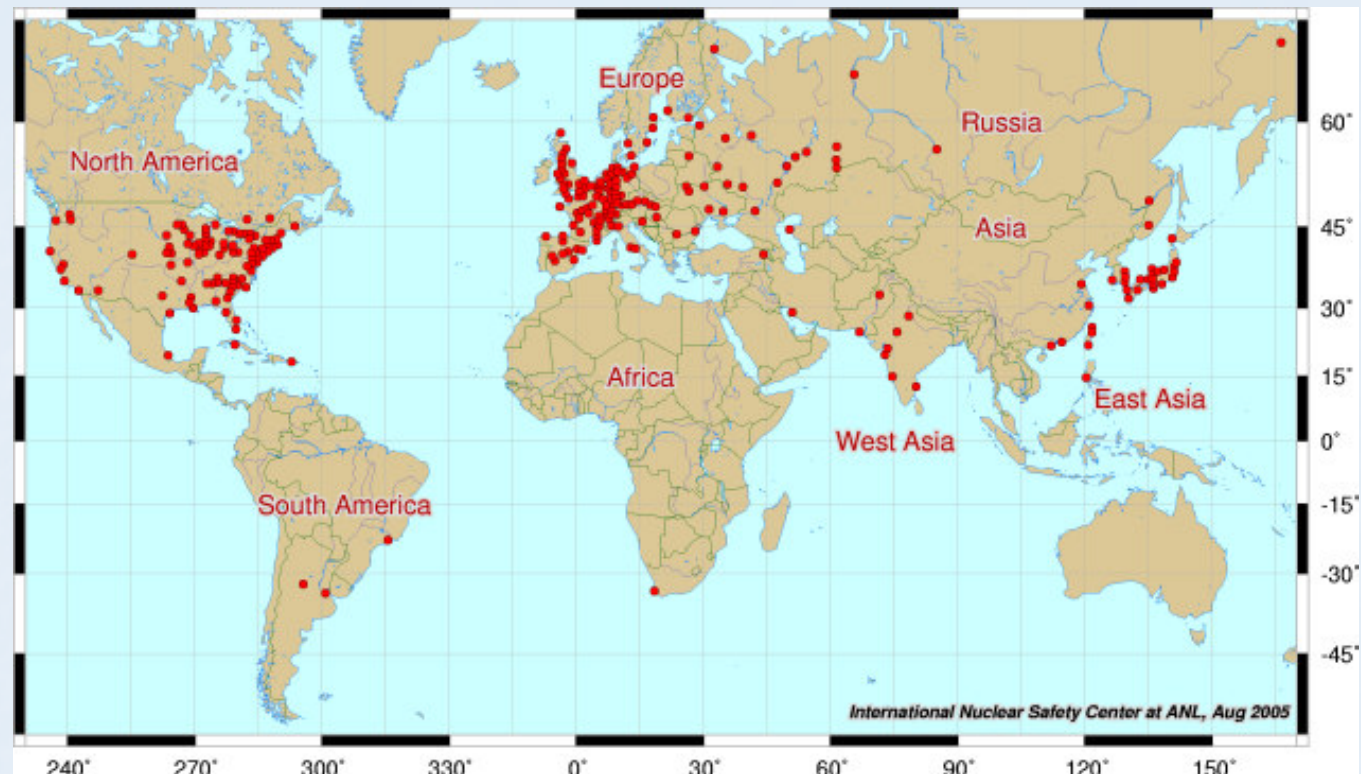 Europe
60°
Russia
North America
Asia
45°
30°
Africa
15°
East Asia
West Asia
0°
South America
-15°
-30°
-45°
International Nuclear Safety Center at ANL, Aug 2005
240° 270° 300° 330° 0° 30° 60° 90° 120° 150°